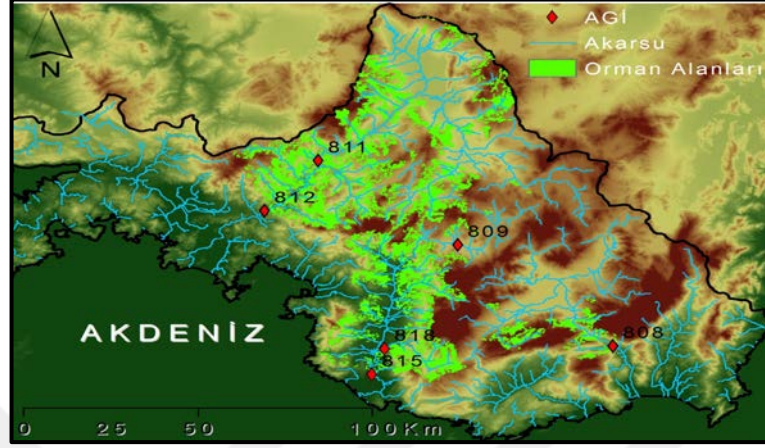 AGİ
Akarsu
Orman Alanları
N
811
812
809
AKDENİZ
818
808
815
0 25 50 100Km